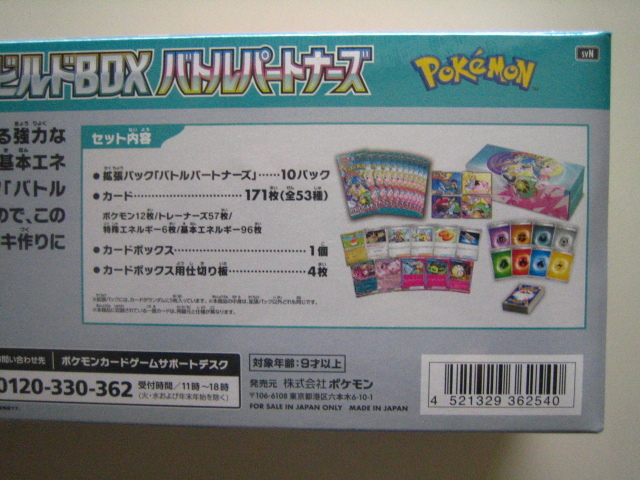 ビルドBOX バトルパートナーズ
Pokémon
svN
る強力な
基本エネ
「バトル
ので、この
キ作りに
セット内容
● 拡張パック「バトルパートナーズ」……10パック
● カード……………………171枚(全53種)
ポケモン12枚/トレーナーズ57枚/
特殊エネルギー6枚/基本エネルギー96枚
● カードボックス……………………1個
● カードボックス用仕切り板……………4枚
問い合わせ先 ポケモンカードゲームサポートデスク
0120-330-362 受付時間/11時〜18時
(火・水および年末年始を除く)
対象年齢:9才以上
発売元 株式会社 ポケモン
〒106-6108 東京都港区六本木6-10-1
FOR SALE IN JAPAN ONLY MADE IN JAPAN
4 521329 362540